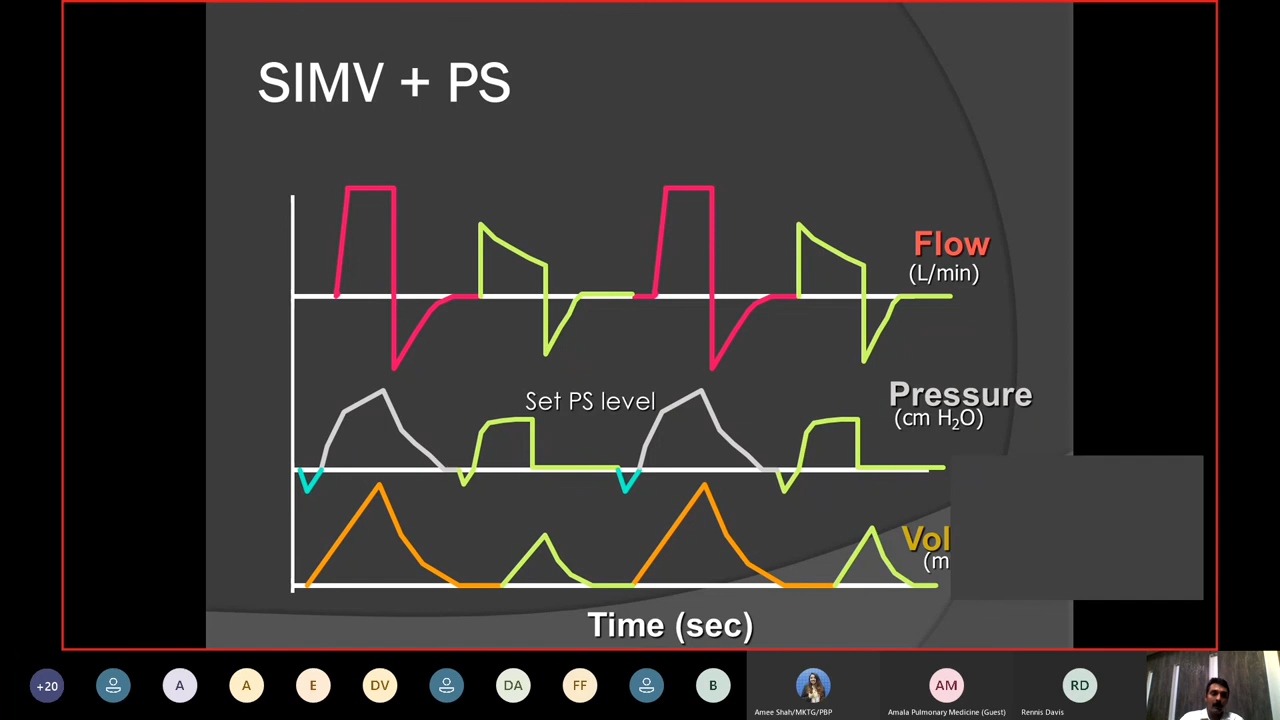 SIMV + PS
Flow
(L/min)
Set PS level
Pressure
(cm H₂O)
Vol
(m
Time (sec)
+20
A
A
E
DV
DA
FF
B
AM
RD
Amee Shah/MKTG/PBP
Amala Pulmonary Medicine (Guest)
Rennis Davis